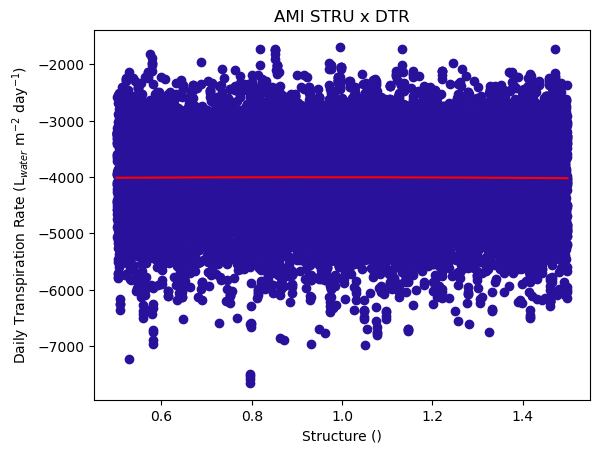 AMI STRU x DTR
Daily Transpiration Rate (L_water m⁻² day⁻¹)
−2000
−3000
−4000
−5000
−6000
−7000
0.6 0.8 1.0 1.2 1.4
Structure ()